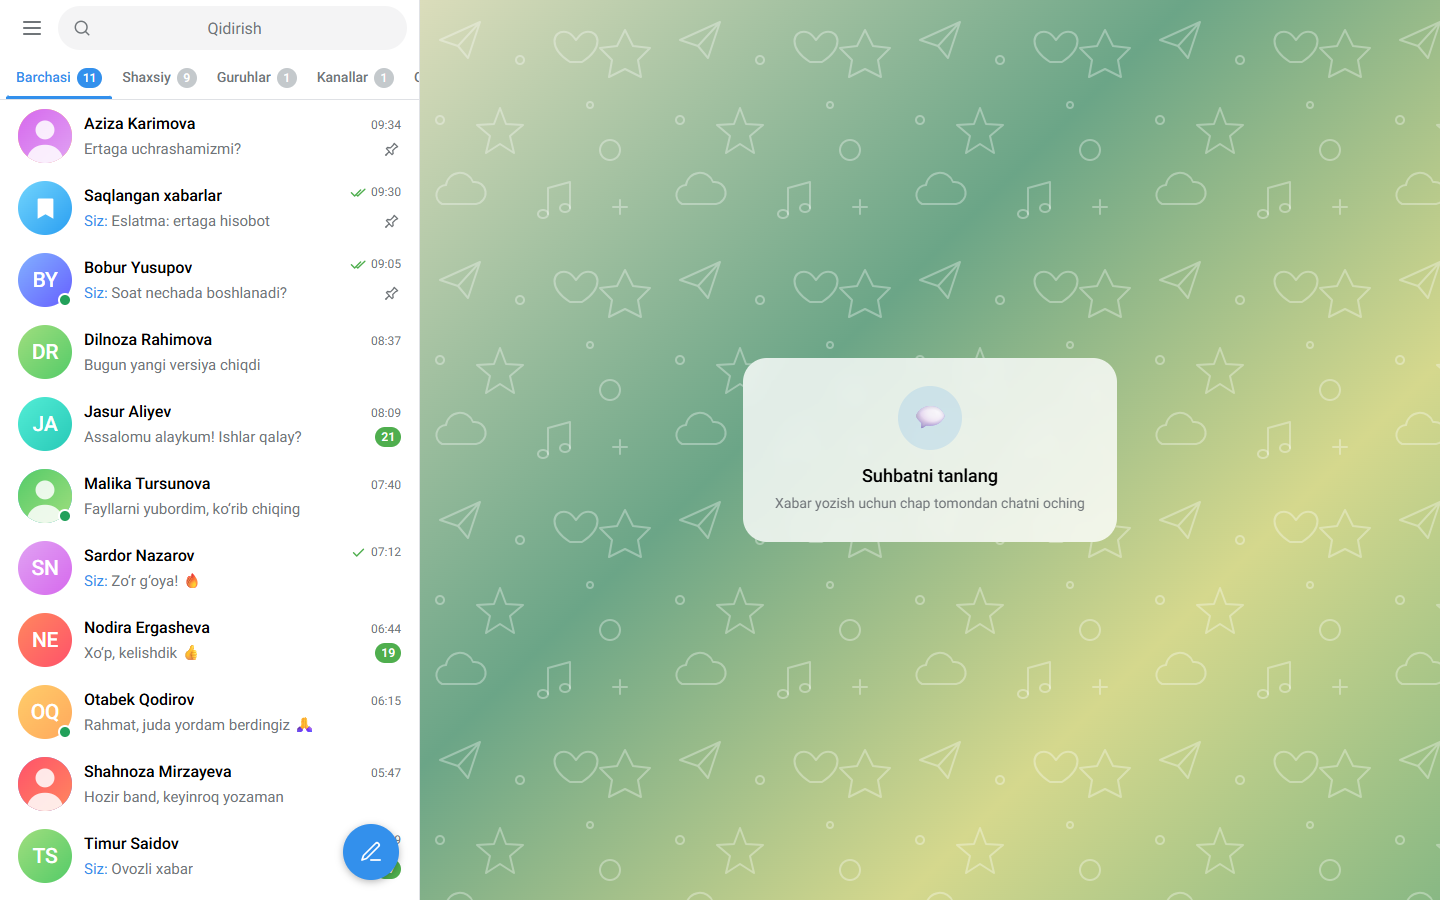 Qidirish
Barchasi 11 Shaxsiy 9 Guruhlar 1 Kanallar 1
Aziza Karimova 09:34
Ertaga uchrashamizmi?
Saqlangan xabarlar 09:30
Siz: Eslatma: ertaga hisobot
BY Bobur Yusupov 09:05
Siz: Soat nechada boshlanadi?
DR Dilnoza Rahimova 08:37
Bugun yangi versiya chiqdi
JA Jasur Aliyev 08:09
Assalomu alaykum! Ishlar qalay? 21
Malika Tursunova 07:40
Fayllarni yubordim, ko‘rib chiqing
SN Sardor Nazarov 07:12
Siz: Zo‘r g‘oya! 🔥
NE Nodira Ergasheva 06:44
Xo‘p, kelishdik 👍 19
OQ Otabek Qodirov 06:15
Rahmat, juda yordam berdingiz 🙏
Shahnoza Mirzayeva 05:47
Hozir band, keyinroq yozaman
TS Timur Saidov
Siz: Ovozli xabar
Suhbatni tanlang
Xabar yozish uchun chap tomondan chatni oching